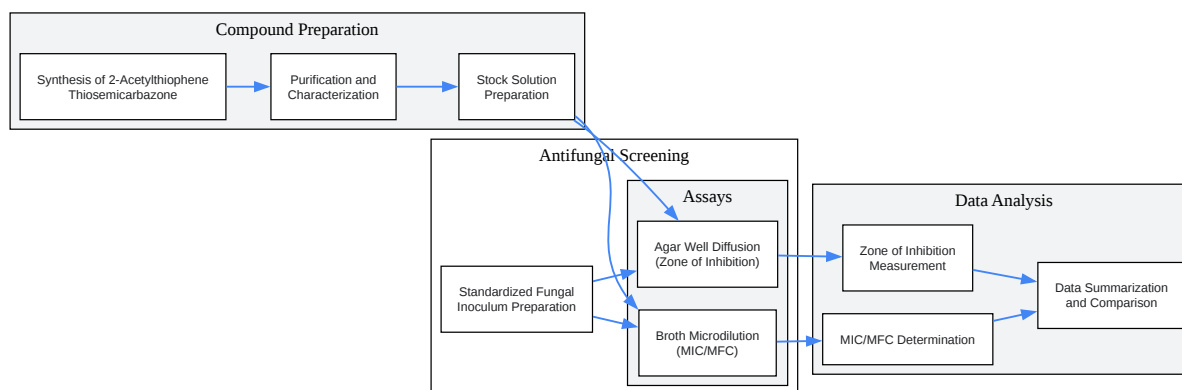 Compound Preparation
Synthesis of 2-Acetylthiophene
Thiosemicarbazone
Purification and
Characterization
Stock Solution
Preparation
Antifungal Screening
Standardized Fungal
Inoculum Preparation
Assays
Agar Well Diffusion
(Zone of Inhibition)
Broth Microdilution
(MIC/MFC)
Data Analysis
Zone of Inhibition
Measurement
MIC/MFC Determination
Data Summarization
and Comparison